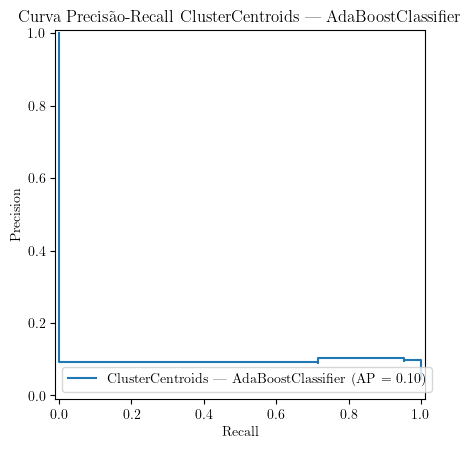 Curva Precisão-Recall ClusterCentroids — AdaBoostClassifier
1.0
0.8
0.6
0.4
0.2
0.0
Precision
ClusterCentroids — AdaBoostClassifier (AP = 0.10)
0.0 0.2 0.4 0.6 0.8 1.0
Recall